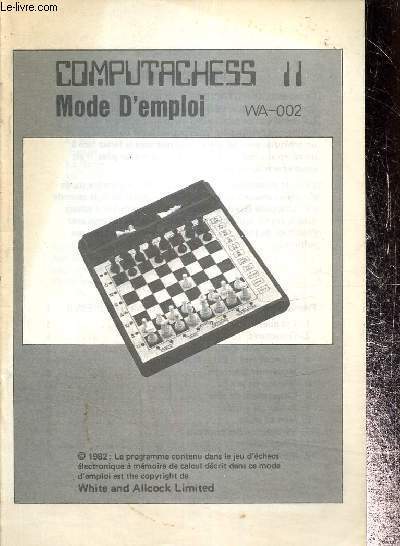 Le-livre.com
COMPUTACHESS II
Mode D'emploi WA-002
© 1982 : Le programme contenu dans le jeu d'échecs
électronique à mémoire de calcul décrit dans ce mode
d'emploi est the copyright de
White and Allcock Limited